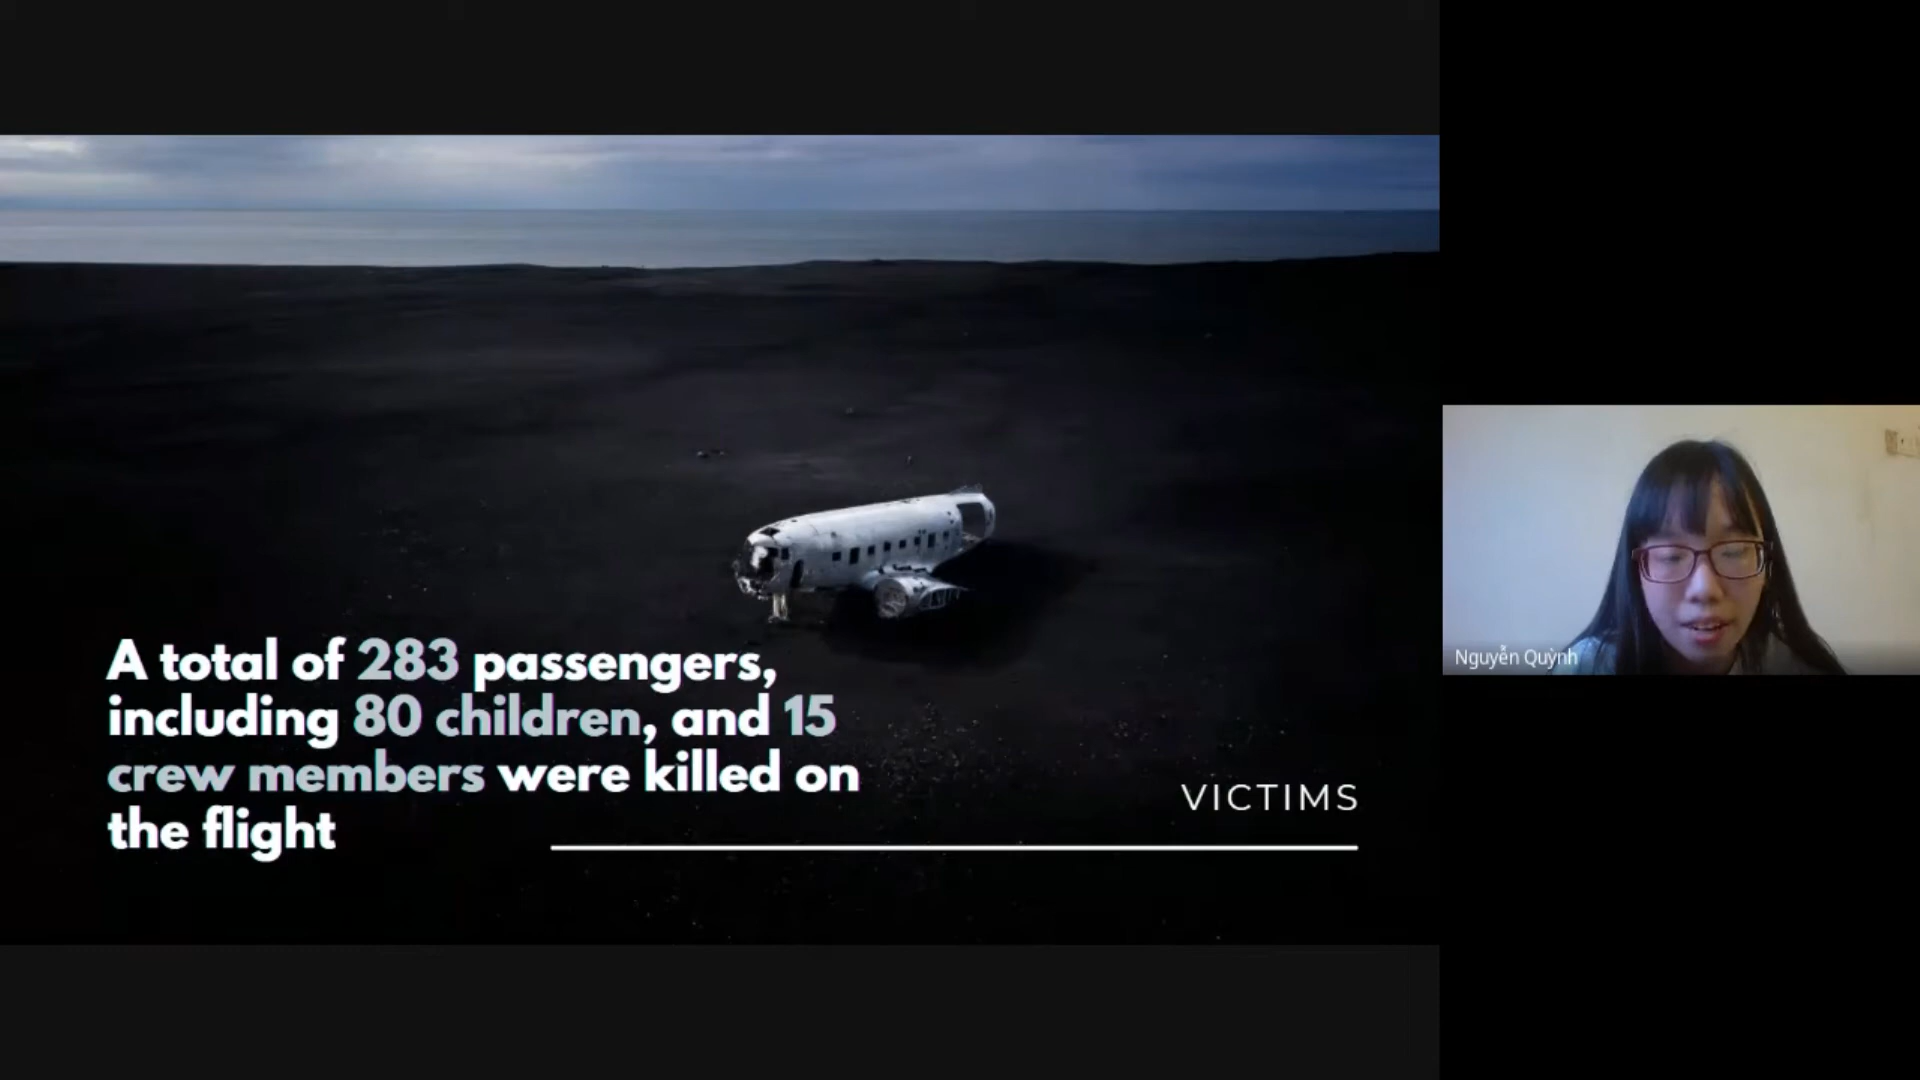 A total of 283 passengers,
including 80 children, and 15
crew members were killed on
the flight
VICTIMS
Nguyễn Quỳnh